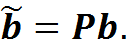 b̃ = Pb.